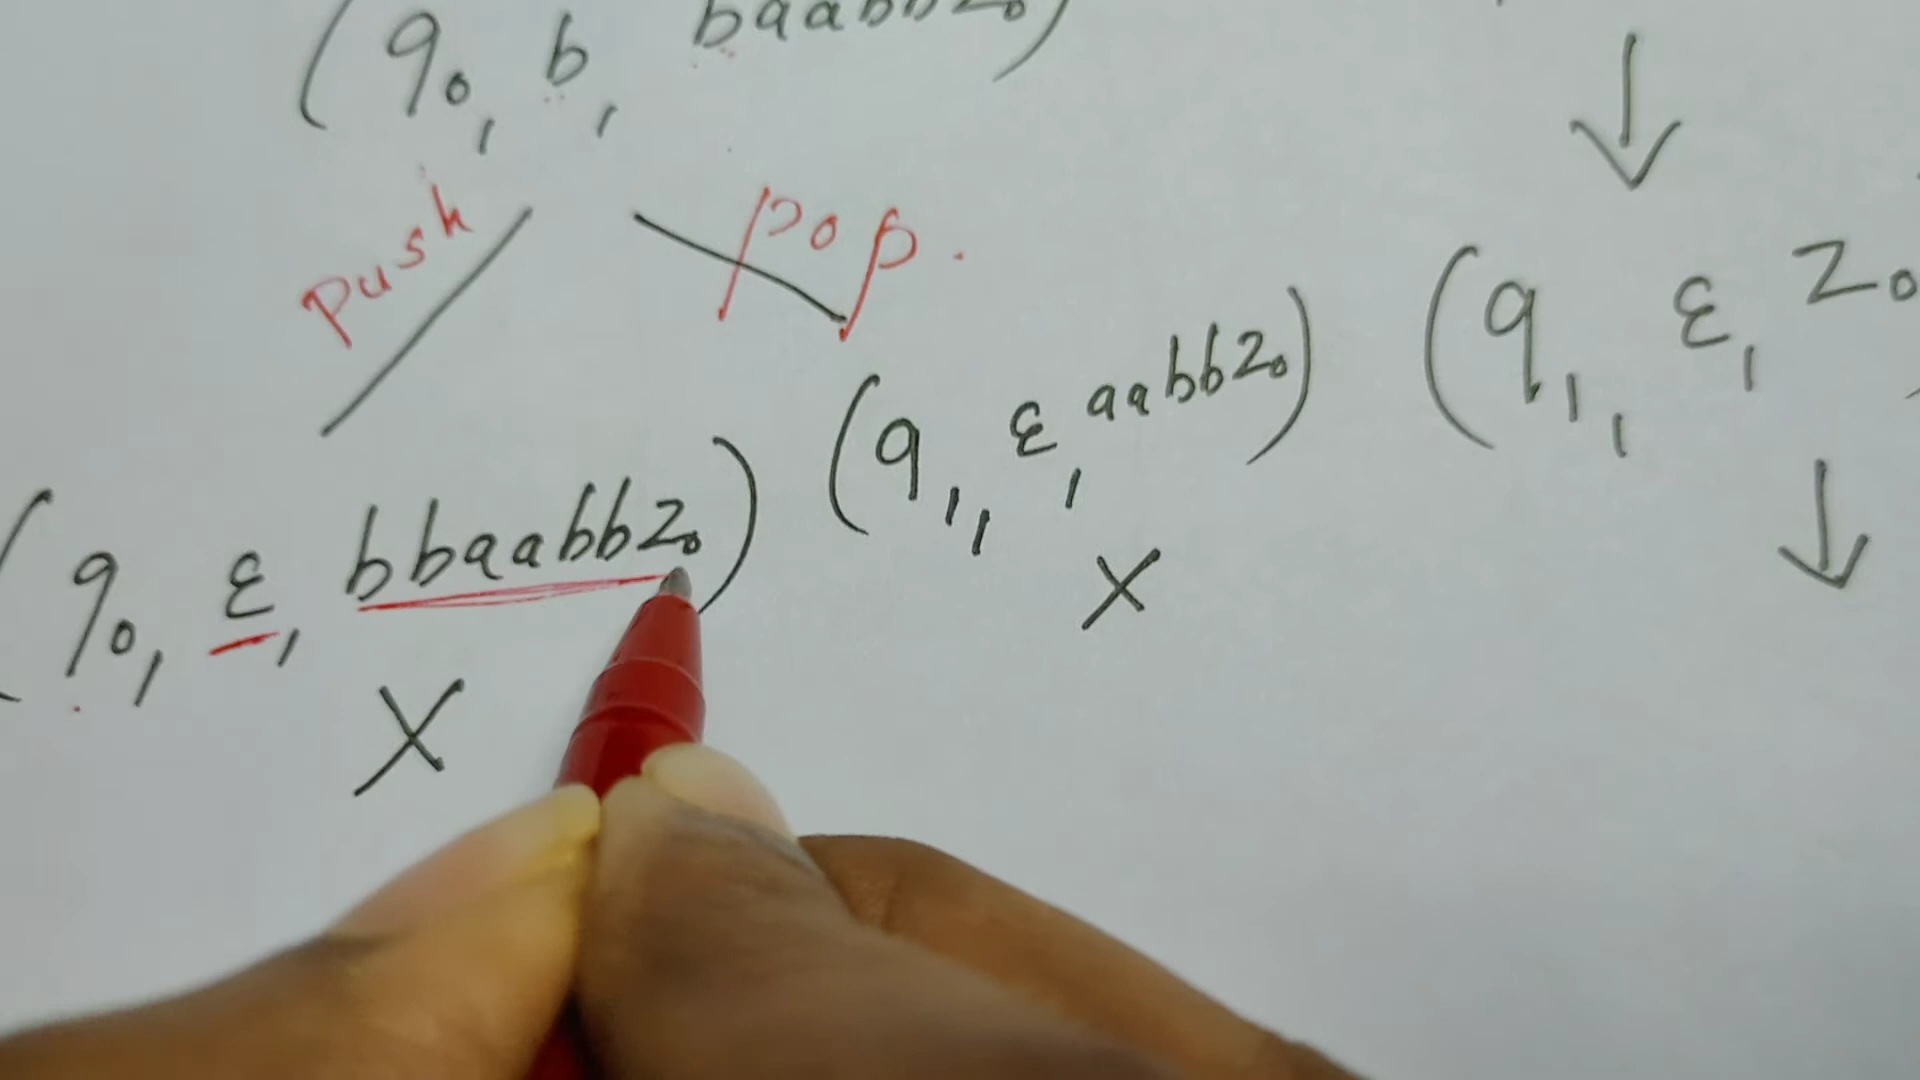 (q₀, b, baabbz₀)
push
pop.
(q₁, ε, z₀
(q₁, ε, aabbz₀)
(q₀, ε, bbaabbz₀)
X
X